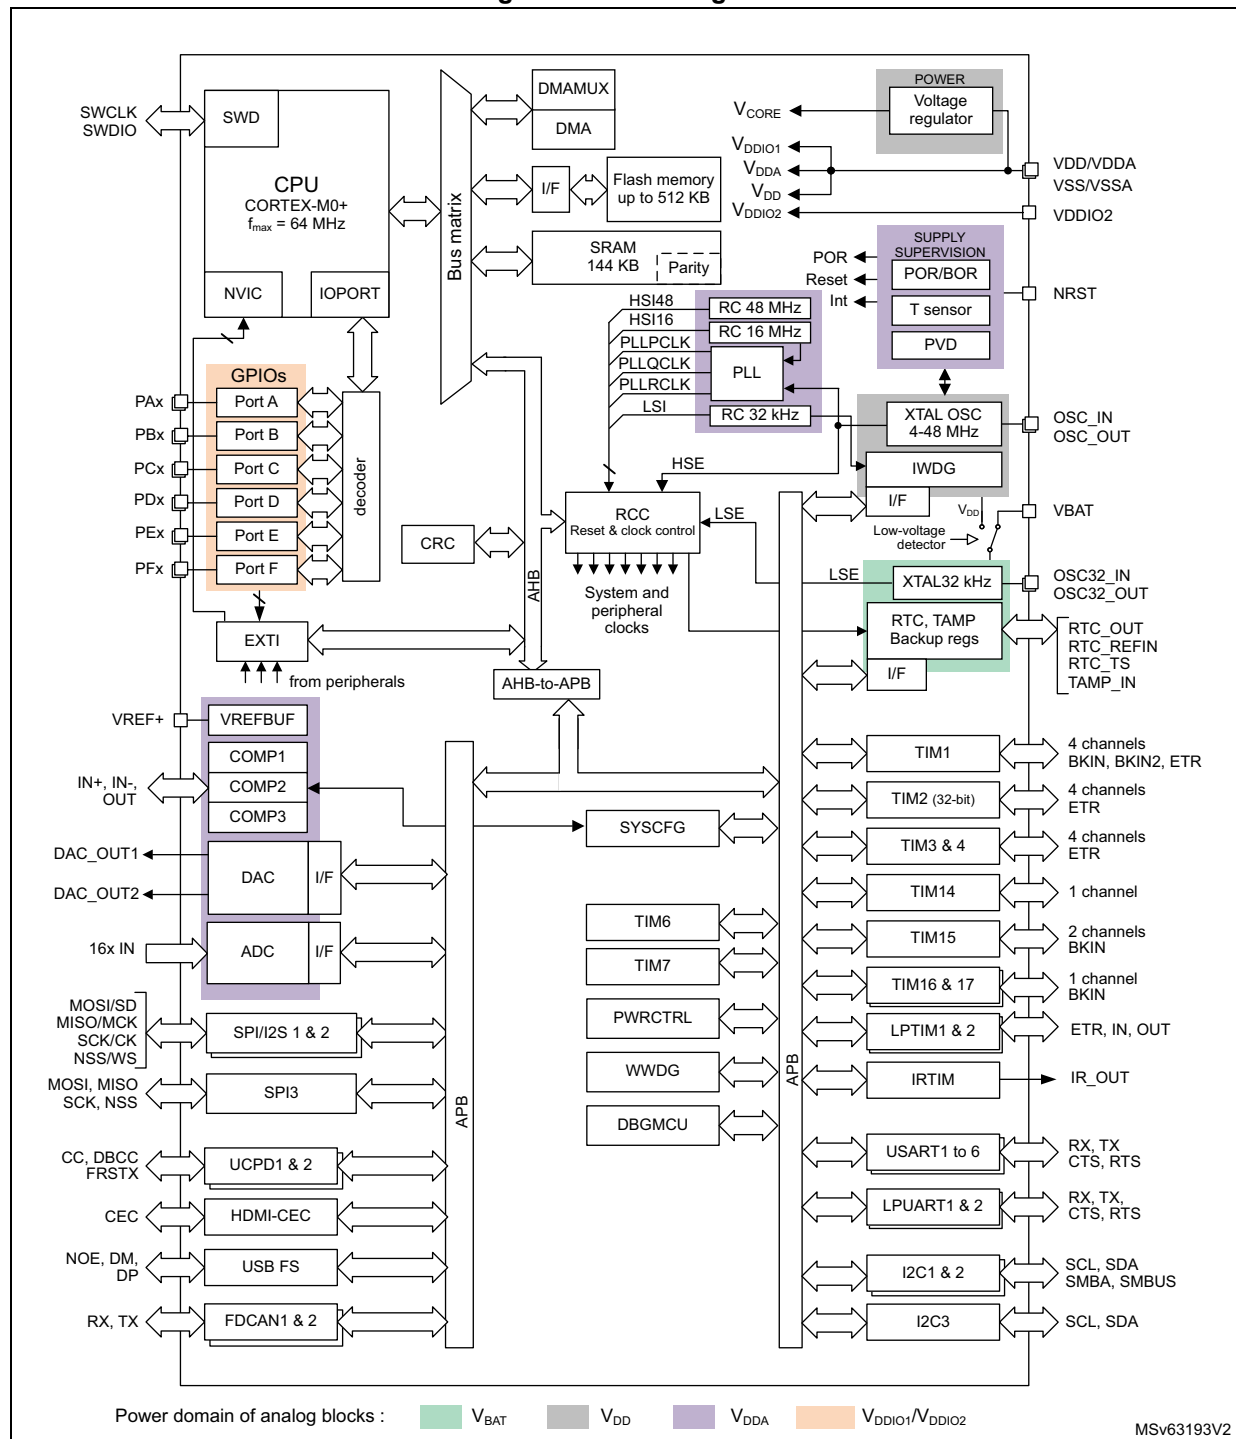 SWCLK
SWDIO
SWD
CPU
CORTEX-M0+
fmax = 64 MHz
NVIC
IOPORT
Bus matrix
DMAMUX
DMA
I/F
Flash memory
up to 512 KB
SRAM
144 KB
Parity
POWER
Voltage
regulator
VCORE
VDDIO1
VDDA
VDD
VDDIO2
VDD/VDDA
VSS/VSSA
VDDIO2
SUPPLY
SUPERVISION
POR/BOR
T sensor
PVD
POR
Reset
Int
NRST
HSI48
HSI16
PLLPCLK
PLLQCLK
PLLRCLK
LSI
RC 48 MHz
RC 16 MHz
PLL
RC 32 kHz
XTAL OSC
4-48 MHz
IWDG
I/F
OSC_IN
OSC_OUT
HSE
GPIOs
PAx
Port A
PBx
Port B
PCx
Port C
PDx
Port D
PEx
Port E
PFx
Port F
decoder
CRC
AHB
RCC
Reset & clock control
System and
peripheral
clocks
LSE
LSE
VDD
Low-voltage
detector
VBAT
XTAL32 kHz
RTC, TAMP
Backup regs
I/F
OSC32_IN
OSC32_OUT
RTC_OUT
RTC_REFIN
RTC_TS
TAMP_IN
EXTI
from peripherals
AHB-to-APB
VREF+
VREFBUF
COMP1
COMP2
COMP3
IN+, IN-,
OUT
DAC_OUT1
DAC_OUT2
DAC
I/F
16x IN
ADC
I/F
MOSI/SD
MISO/MCK
SCK/CK
NSS/WS
SPI/I2S 1 & 2
MOSI, MISO
SCK, NSS
SPI3
CC, DBCC
FRSTX
UCPD1 & 2
CEC
HDMI-CEC
NOE, DM,
DP
USB FS
RX, TX
FDCAN1 & 2
APB
SYSCFG
TIM6
TIM7
PWRCTRL
WWDG
DBGMCU
APB
TIM1
4 channels
BKIN, BKIN2, ETR
TIM2 (32-bit)
4 channels
ETR
TIM3 & 4
4 channels
ETR
TIM14
1 channel
TIM15
2 channels
BKIN
TIM16 & 17
1 channel
BKIN
LPTIM1 & 2
ETR, IN, OUT
IRTIM
IR_OUT
USART1 to 6
RX, TX
CTS, RTS
LPUART1 & 2
RX, TX,
CTS, RTS
I2C1 & 2
SCL, SDA
SMBA, SMBUS
I2C3
SCL, SDA
Power domain of analog blocks :
VBAT
VDD
VDDA
VDDIO1/VDDIO2
MSv63193V2